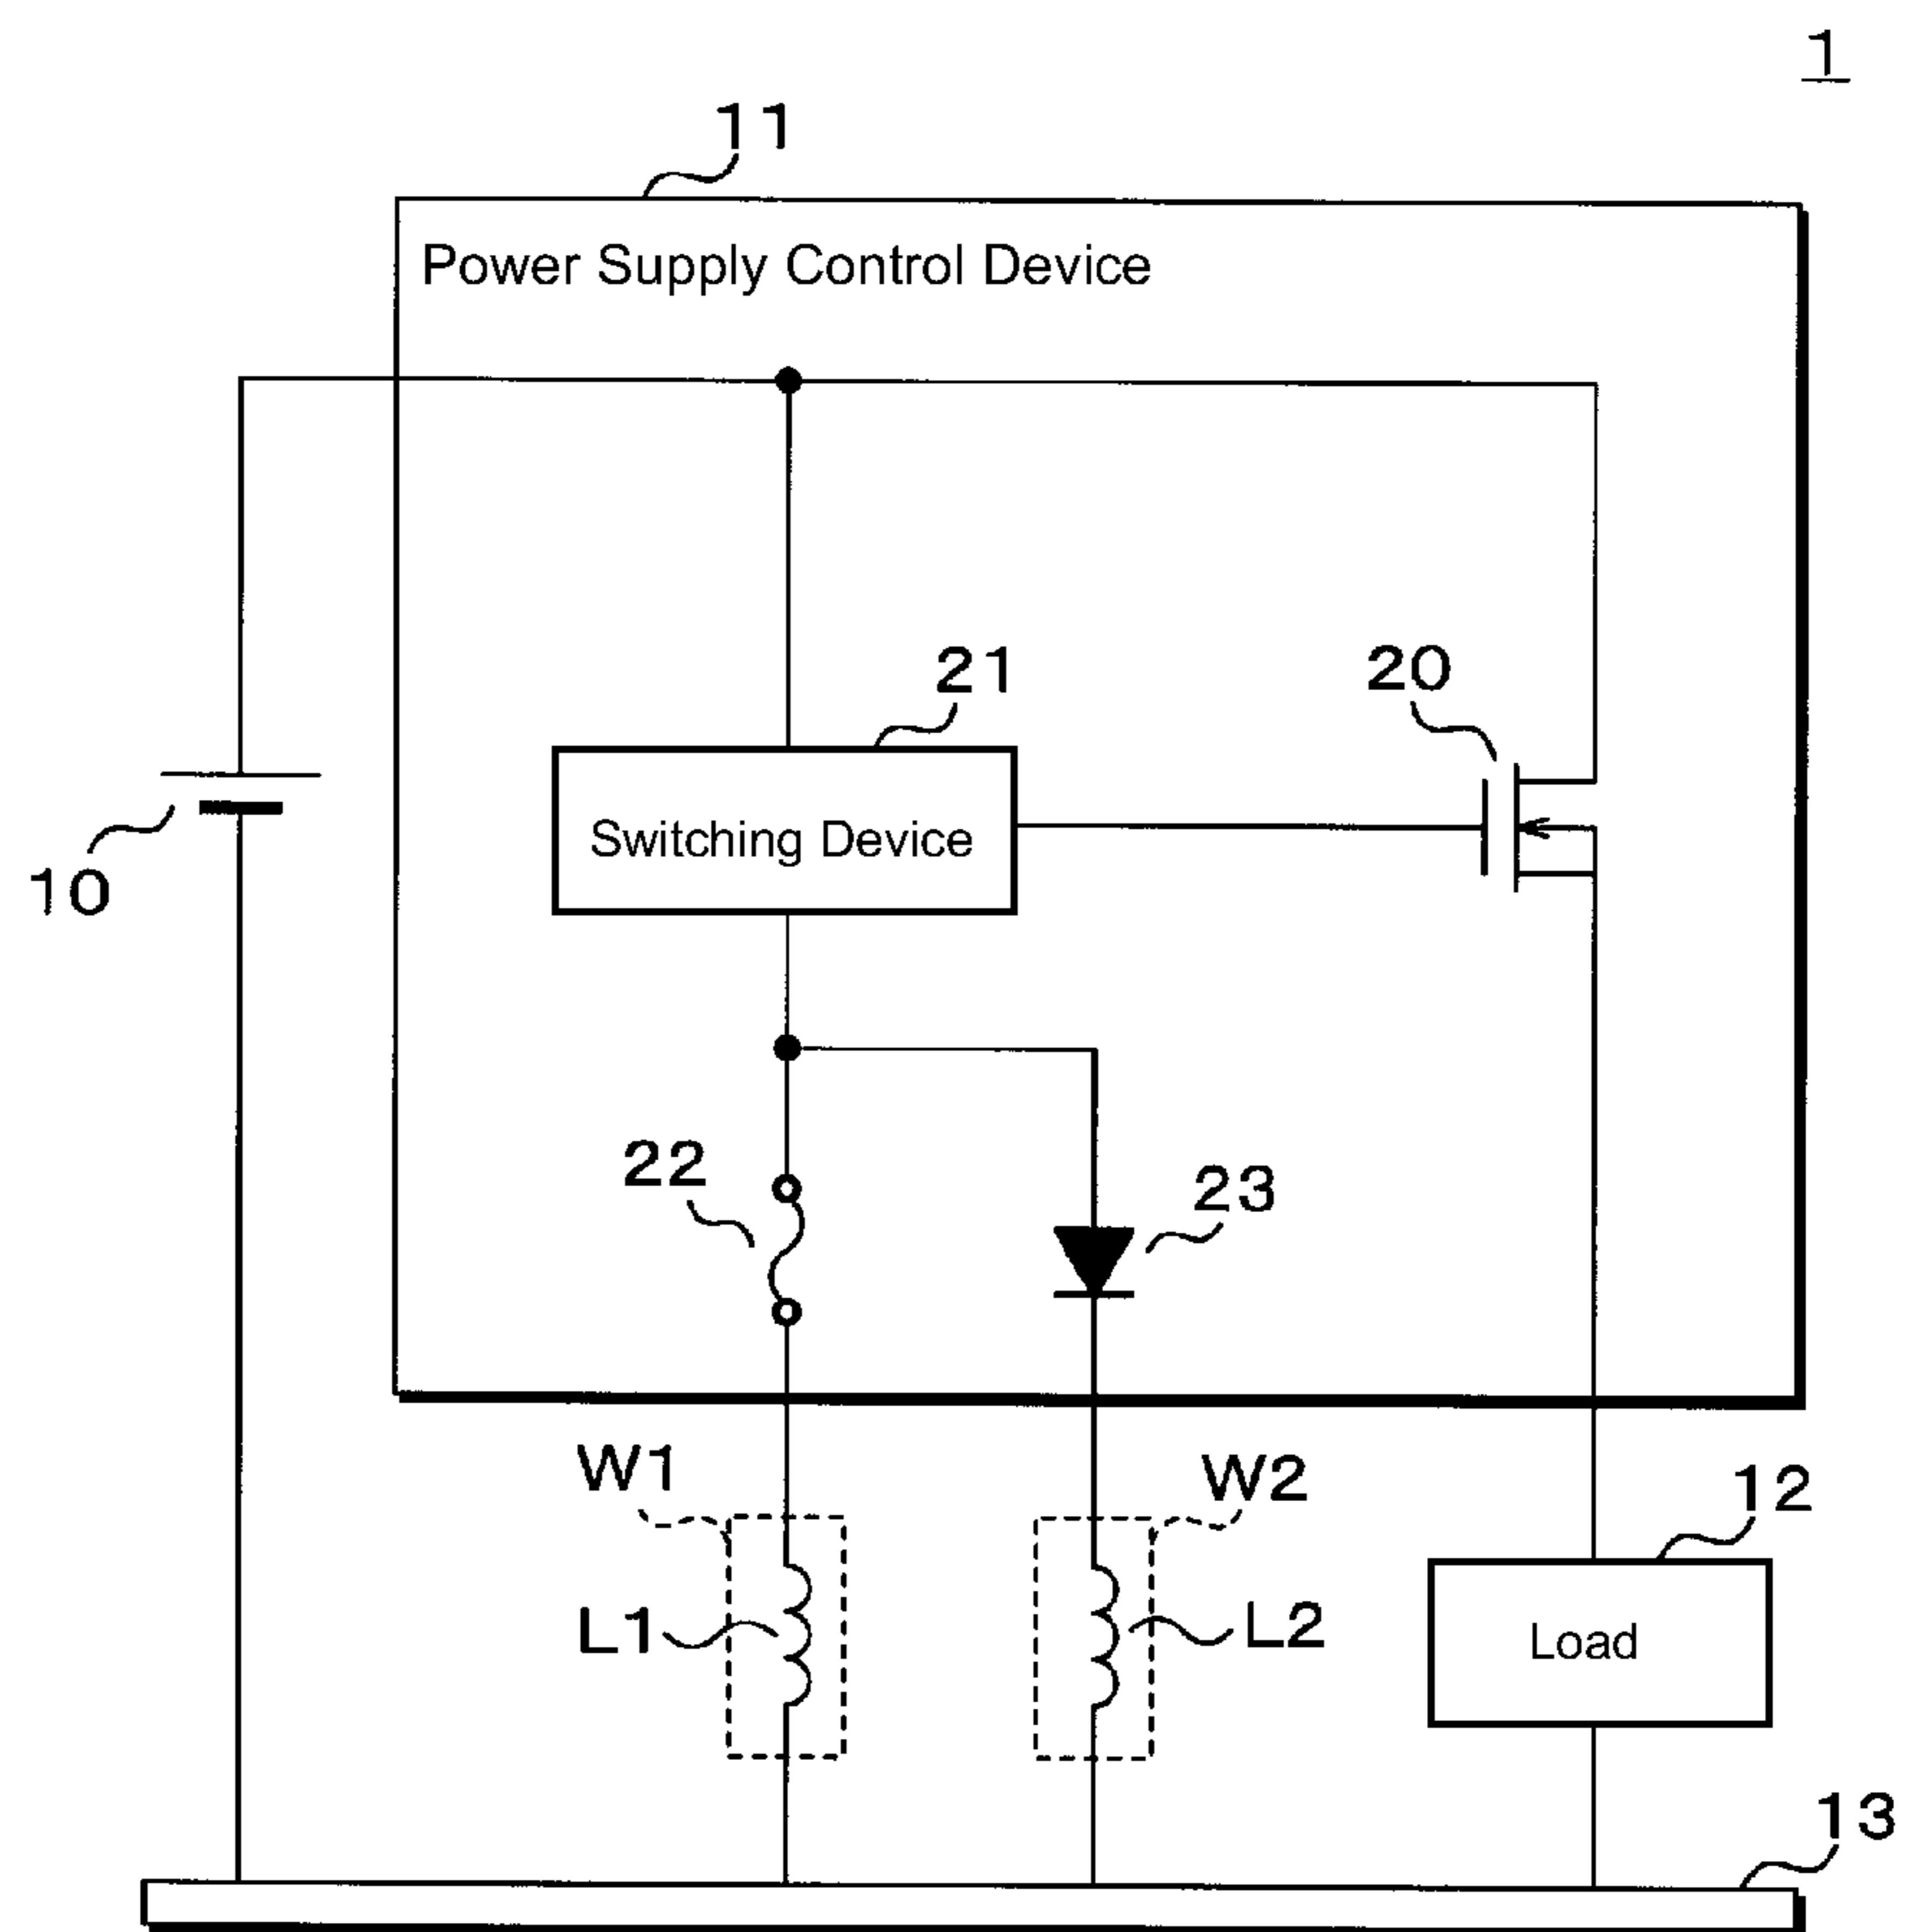 1
11
Power Supply Control Device
21
20
Switching Device
10
22
23
W1
W2
12
L1
L2
Load
13